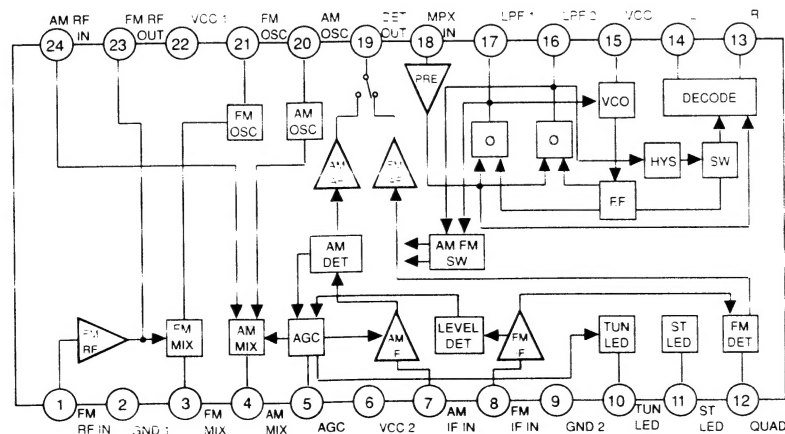 AM RF IN
FM RF OUT
VCC 1
FM OSC
AM OSC
DET OUT
MPX IN
LPF 1
LPF 2
VCC
L
R
24 23 22 21 20 19 18 17 16 15 14 13
PRE
FM OSC
AM OSC
VCO
DECODE
O
O
HYS
SW
FF
AM AF
FM AF
AM DET
AM FM SW
FM RF
FM MIX
AM MIX
AGC
AM IF
LEVEL DET
FM IF
TUN LED
ST LED
FM DET
1 2 3 4 5 6 7 8 9 10 11 12
FM RF IN
GND 1
FM MIX
AM MIX
AGC
VCC 2
AM IF IN
FM IF IN
GND 2
TUN LED
ST LED
QUAD